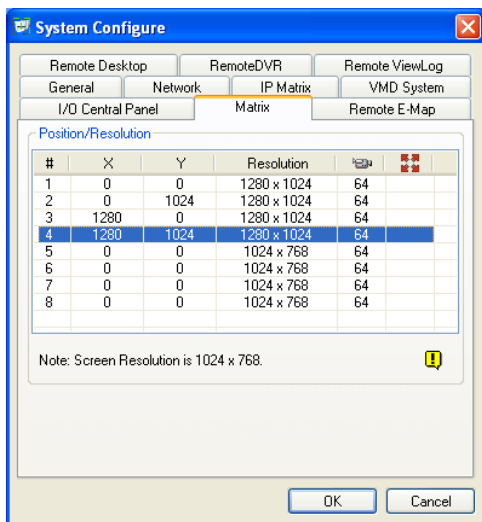 System Configure
Remote Desktop RemoteDVR Remote ViewLog
General Network IP Matrix VMD System
I/O Central Panel Matrix Remote E-Map
Position/Resolution
# X Y Resolution
1 0 0 1280 x 1024 64
2 0 1024 1280 x 1024 64
3 1280 0 1280 x 1024 64
4 1280 1024 1280 x 1024 64
5 0 0 1024 x 768 64
6 0 0 1024 x 768 64
7 0 0 1024 x 768 64
8 0 0 1024 x 768 64
Note: Screen Resolution is 1024 x 768.
OK Cancel